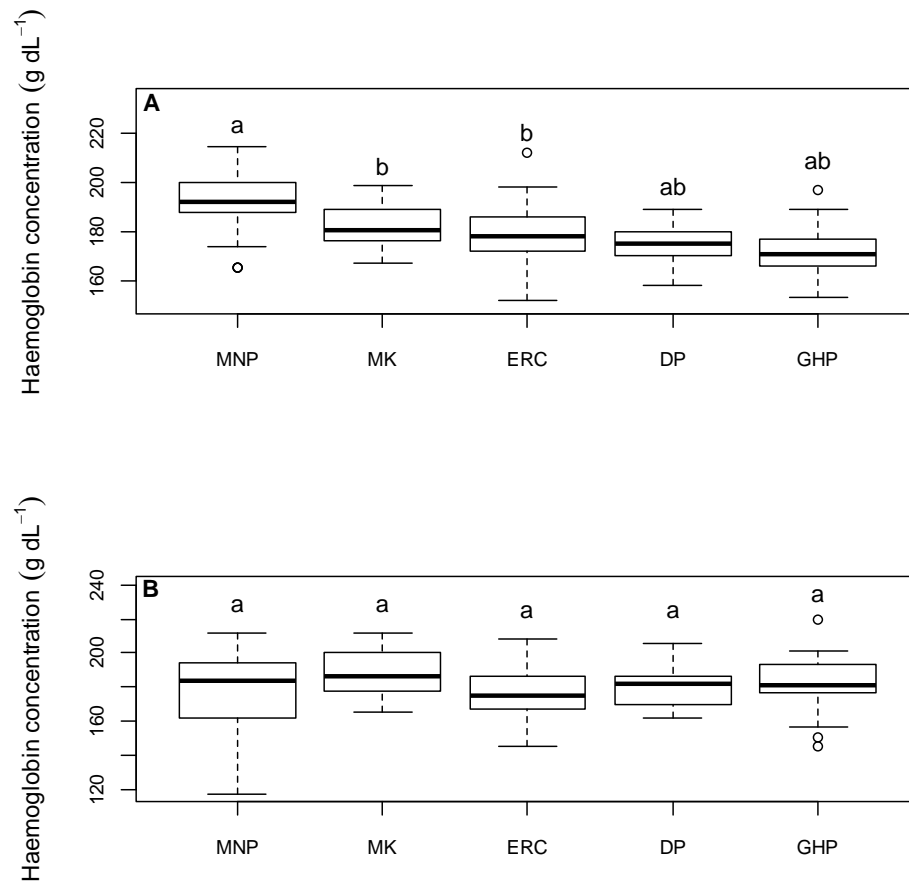 Haemoglobin concentration (g dL⁻¹)
A
220
200
180
160
a
b
b
ab
ab
MNP MK ERC DP GHP
Haemoglobin concentration (g dL⁻¹)
B
240
200
160
120
a
a
a
a
a
MNP MK ERC DP GHP